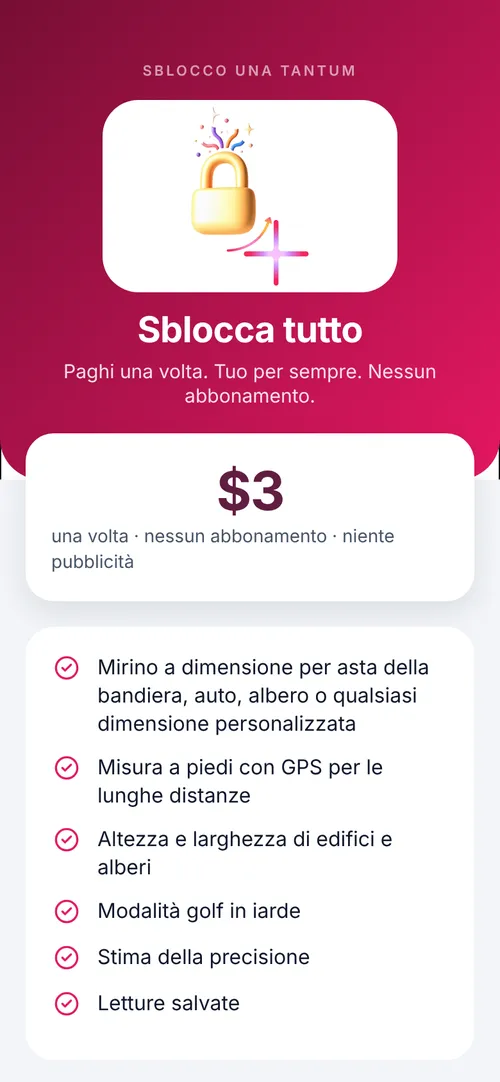 SBLOCCO UNA TANTUM
Sblocca tutto
Paghi una volta. Tuo per sempre. Nessun
abbonamento.
$3
una volta · nessun abbonamento · niente
pubblicità
Mirino a dimensione per asta della
bandiera, auto, albero o qualsiasi
dimensione personalizzata
Misura a piedi con GPS per le
lunghe distanze
Altezza e larghezza di edifici e
alberi
Modalità golf in iarde
Stima della precisione
Letture salvate